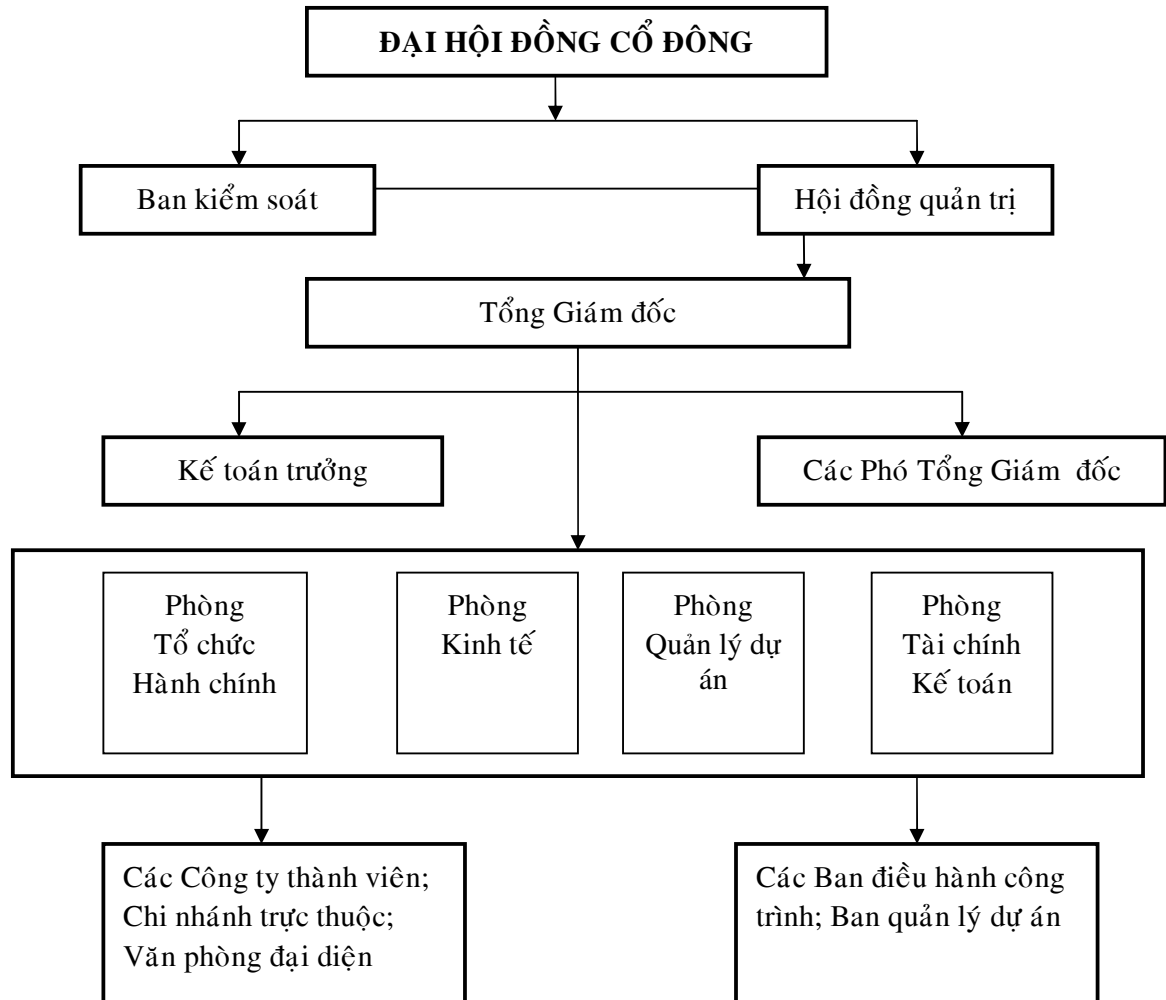 ĐẠI HỘI ĐỒNG CỔ ĐÔNG
Ban kiểm soát
Hội đồng quản trị
Tổng Giám đốc
Kế toán trưởng
Các Phó Tổng Giám đốc
Phòng
Tổ chức
Hành chính
Phòng
Kinh tế
Phòng
Quản lý dự
án
Phòng
Tài chính
Kế toán
Các Công ty thành viên;
Chi nhánh trực thuộc;
Văn phòng đại diện
Các Ban điều hành công
trình; Ban quản lý dự án